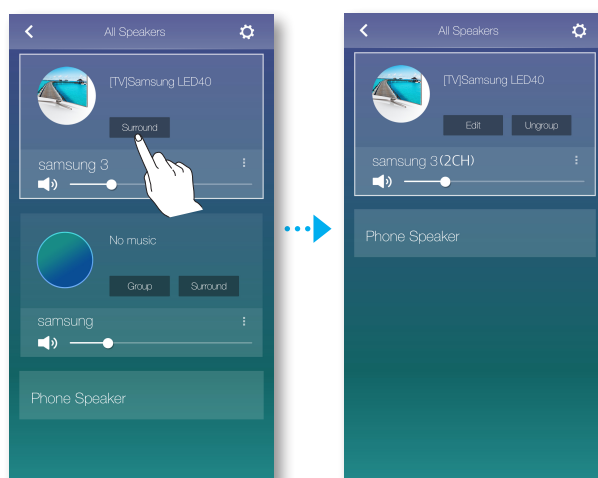 All Speakers
[TV]Samsung LED40
Surround
samsung 3
No music
Group Surround
samsung
Phone Speaker
All Speakers
[TV]Samsung LED40
Edit Ungroup
samsung 3(2CH)
Phone Speaker